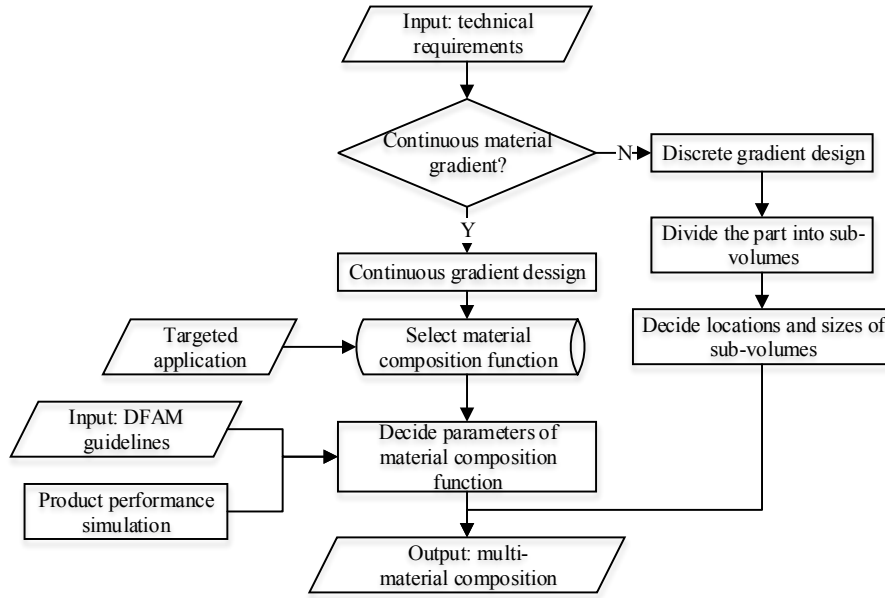 Input: technical
requirements
Continuous material
gradient?
N
Discrete gradient design
Y
Divide the part into sub-
volumes
Continuous gradient dessign
Decide locations and sizes of
sub-volumes
Targeted
application
Select material
composition function
Input: DFAM
guidelines
Decide parameters of
material composition
function
Product performance
simulation
Output: multi-
material composition